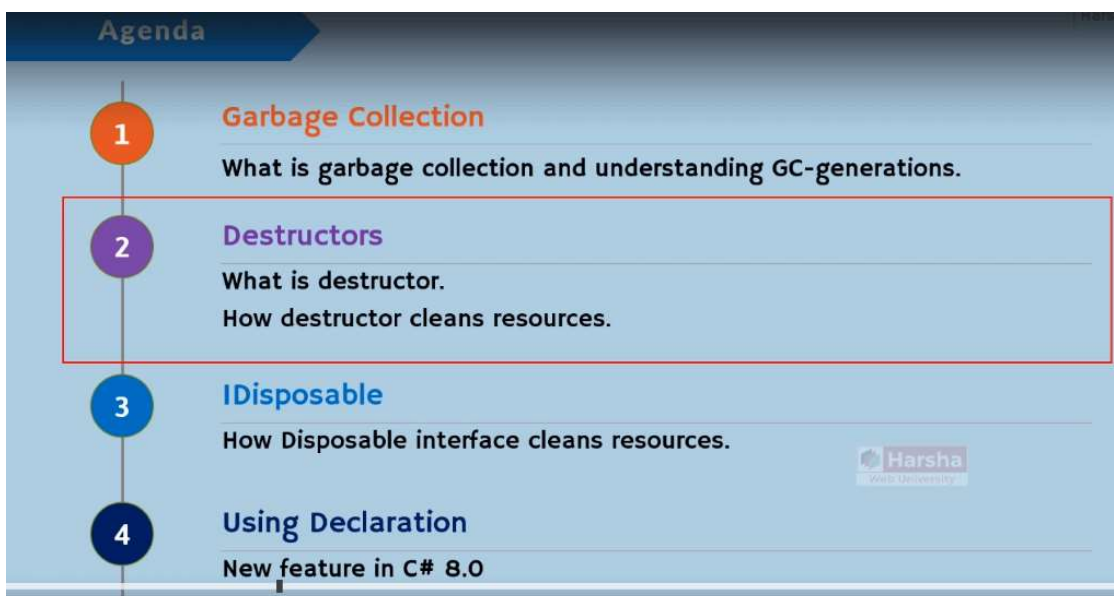 Agenda
1
Garbage Collection
What is garbage collection and understanding GC-generations.
2
Destructors
What is destructor.
How destructor cleans resources.
3
IDisposable
How Disposable interface cleans resources.
Harsha
Web University
4
Using Declaration
New feature in C# 8.0